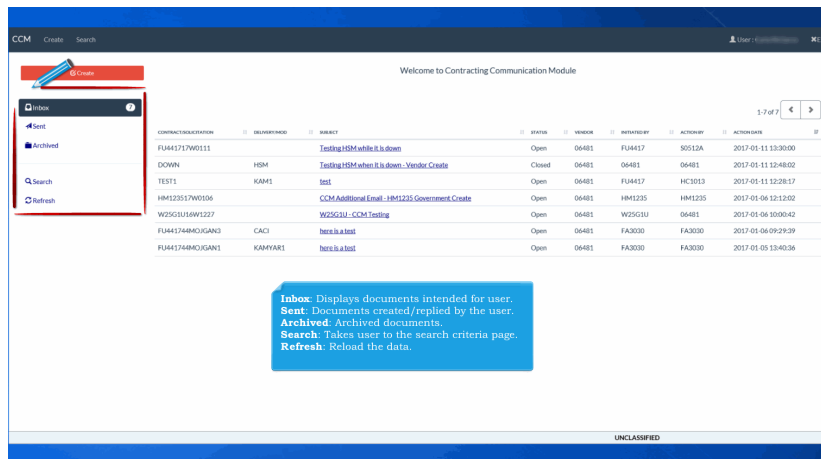 CCM Create Search User :
Create
Welcome to Contracting Communication Module
Inbox 7
1-7 of 7
Sent
CONTRACT/SOLICITATION DELIVERY/MOD SUBJECT STATUS VENDOR INITIATED BY ACTION BY ACTION DATE
Archived
FU441717W0111 Testing HSM while it is down Open 06481 FU4417 S0512A 2017-01-11 13:30:00
DOWN HSM Testing HSM when it is down - Vendor Create Closed 06481 06481 06481 2017-01-11 12:48:02
Search
TEST1 KAM1 test Open 06481 FU4417 HC1013 2017-01-11 12:28:17
Refresh
HM123517W0106 CCM Additional Email - HM1235 Government Create Open 06481 HM1235 HM1235 2017-01-06 12:12:02
W25G1U16W1227 W25G1U - CCM Testing Open 06481 W25G1U 06481 2017-01-06 10:00:42
FU441744MOJGAN3 CACI here is a test Open 06481 FA3030 FA3030 2017-01-06 09:29:39
FU441744MOJGAN1 KAMYAR1 here is a test Open 06481 FA3030 FA3030 2017-01-05 13:40:36
Inbox: Displays documents intended for user.
Sent: Documents created/replied by the user.
Archived: Archived documents.
Search: Takes user to the search criteria page.
Refresh: Reload the data.
UNCLASSIFIED